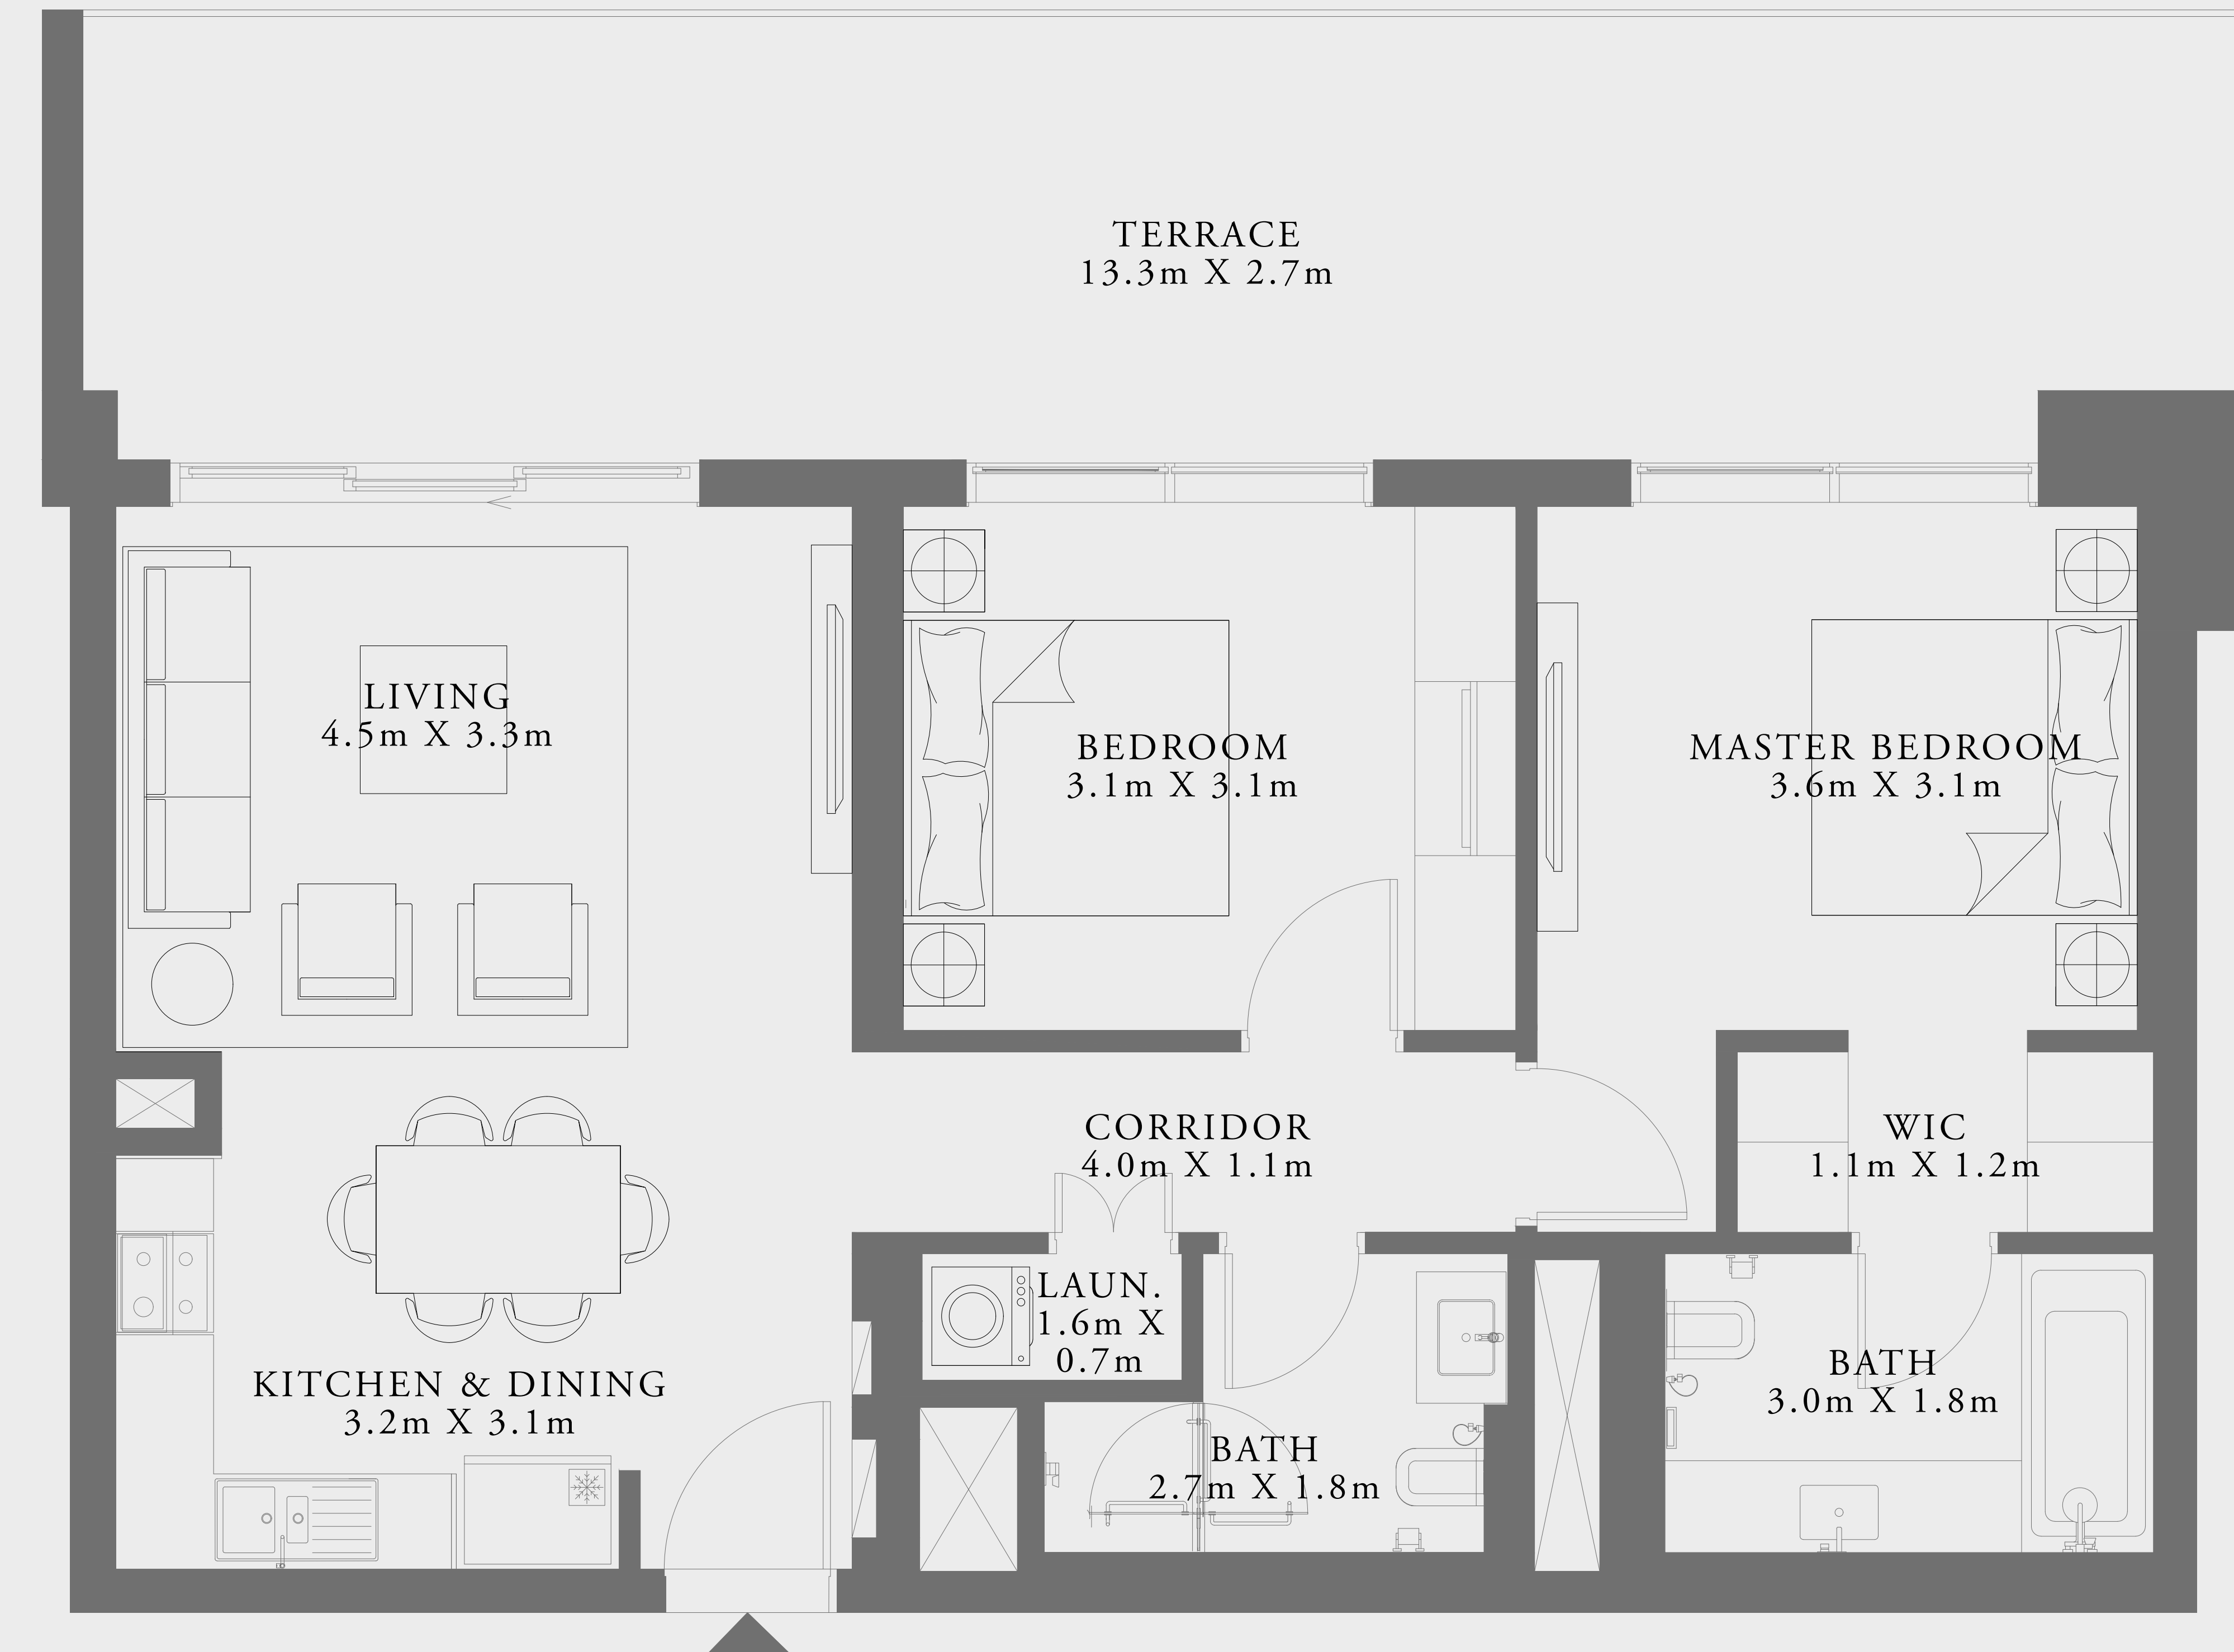 TERRACE
13.3m X 2.7m
LIVING
4.5m X 3.3m
BEDROOM
3.1m X 3.1m
MASTER BEDROOM
3.6m X 3.1m
CORRIDOR
4.0m X 1.1m
WIC
1.1m X 1.2m
LAUN.
1.6m X
0.7m
KITCHEN & DINING
3.2m X 3.1m
BATH
2.7m X 1.8m
BATH
3.0m X 1.8m